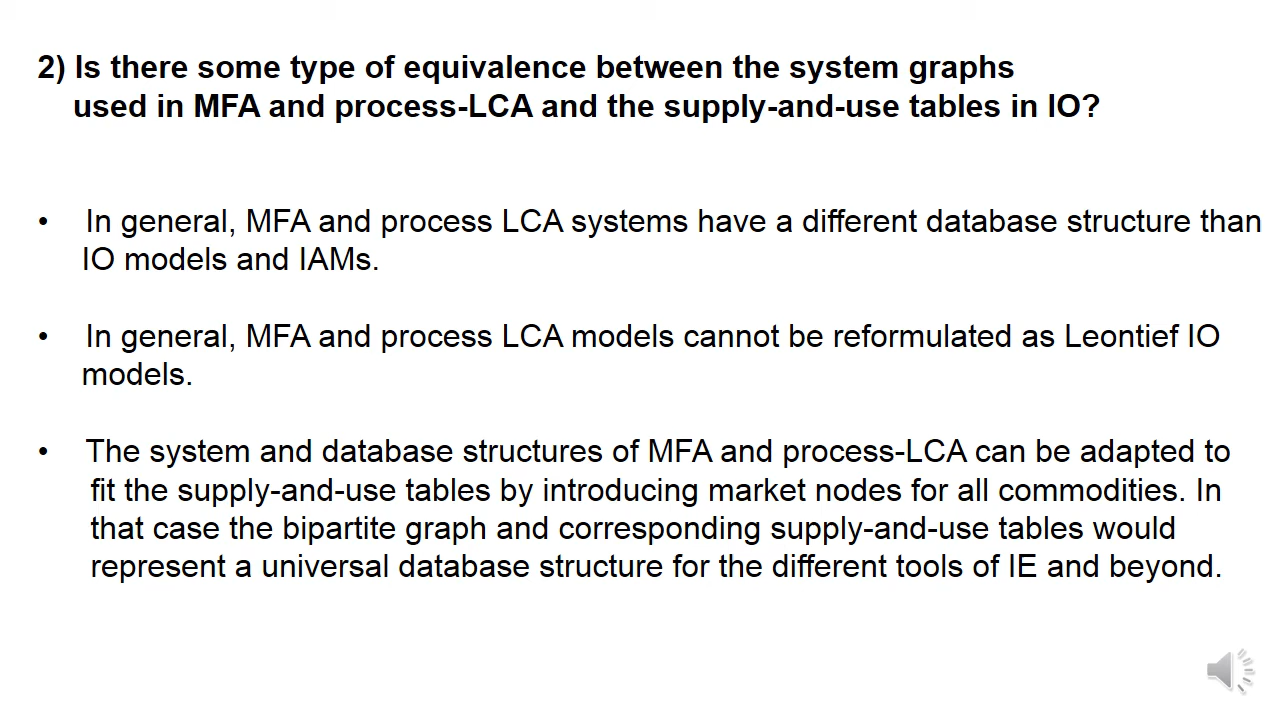 2) Is there some type of equivalence between the system graphs
used in MFA and process-LCA and the supply-and-use tables in IO?
• In general, MFA and process LCA systems have a different database structure than
IO models and IAMs.
• In general, MFA and process LCA models cannot be reformulated as Leontief IO
models.
• The system and database structures of MFA and process-LCA can be adapted to
fit the supply-and-use tables by introducing market nodes for all commodities. In
that case the bipartite graph and corresponding supply-and-use tables would
represent a universal database structure for the different tools of IE and beyond.